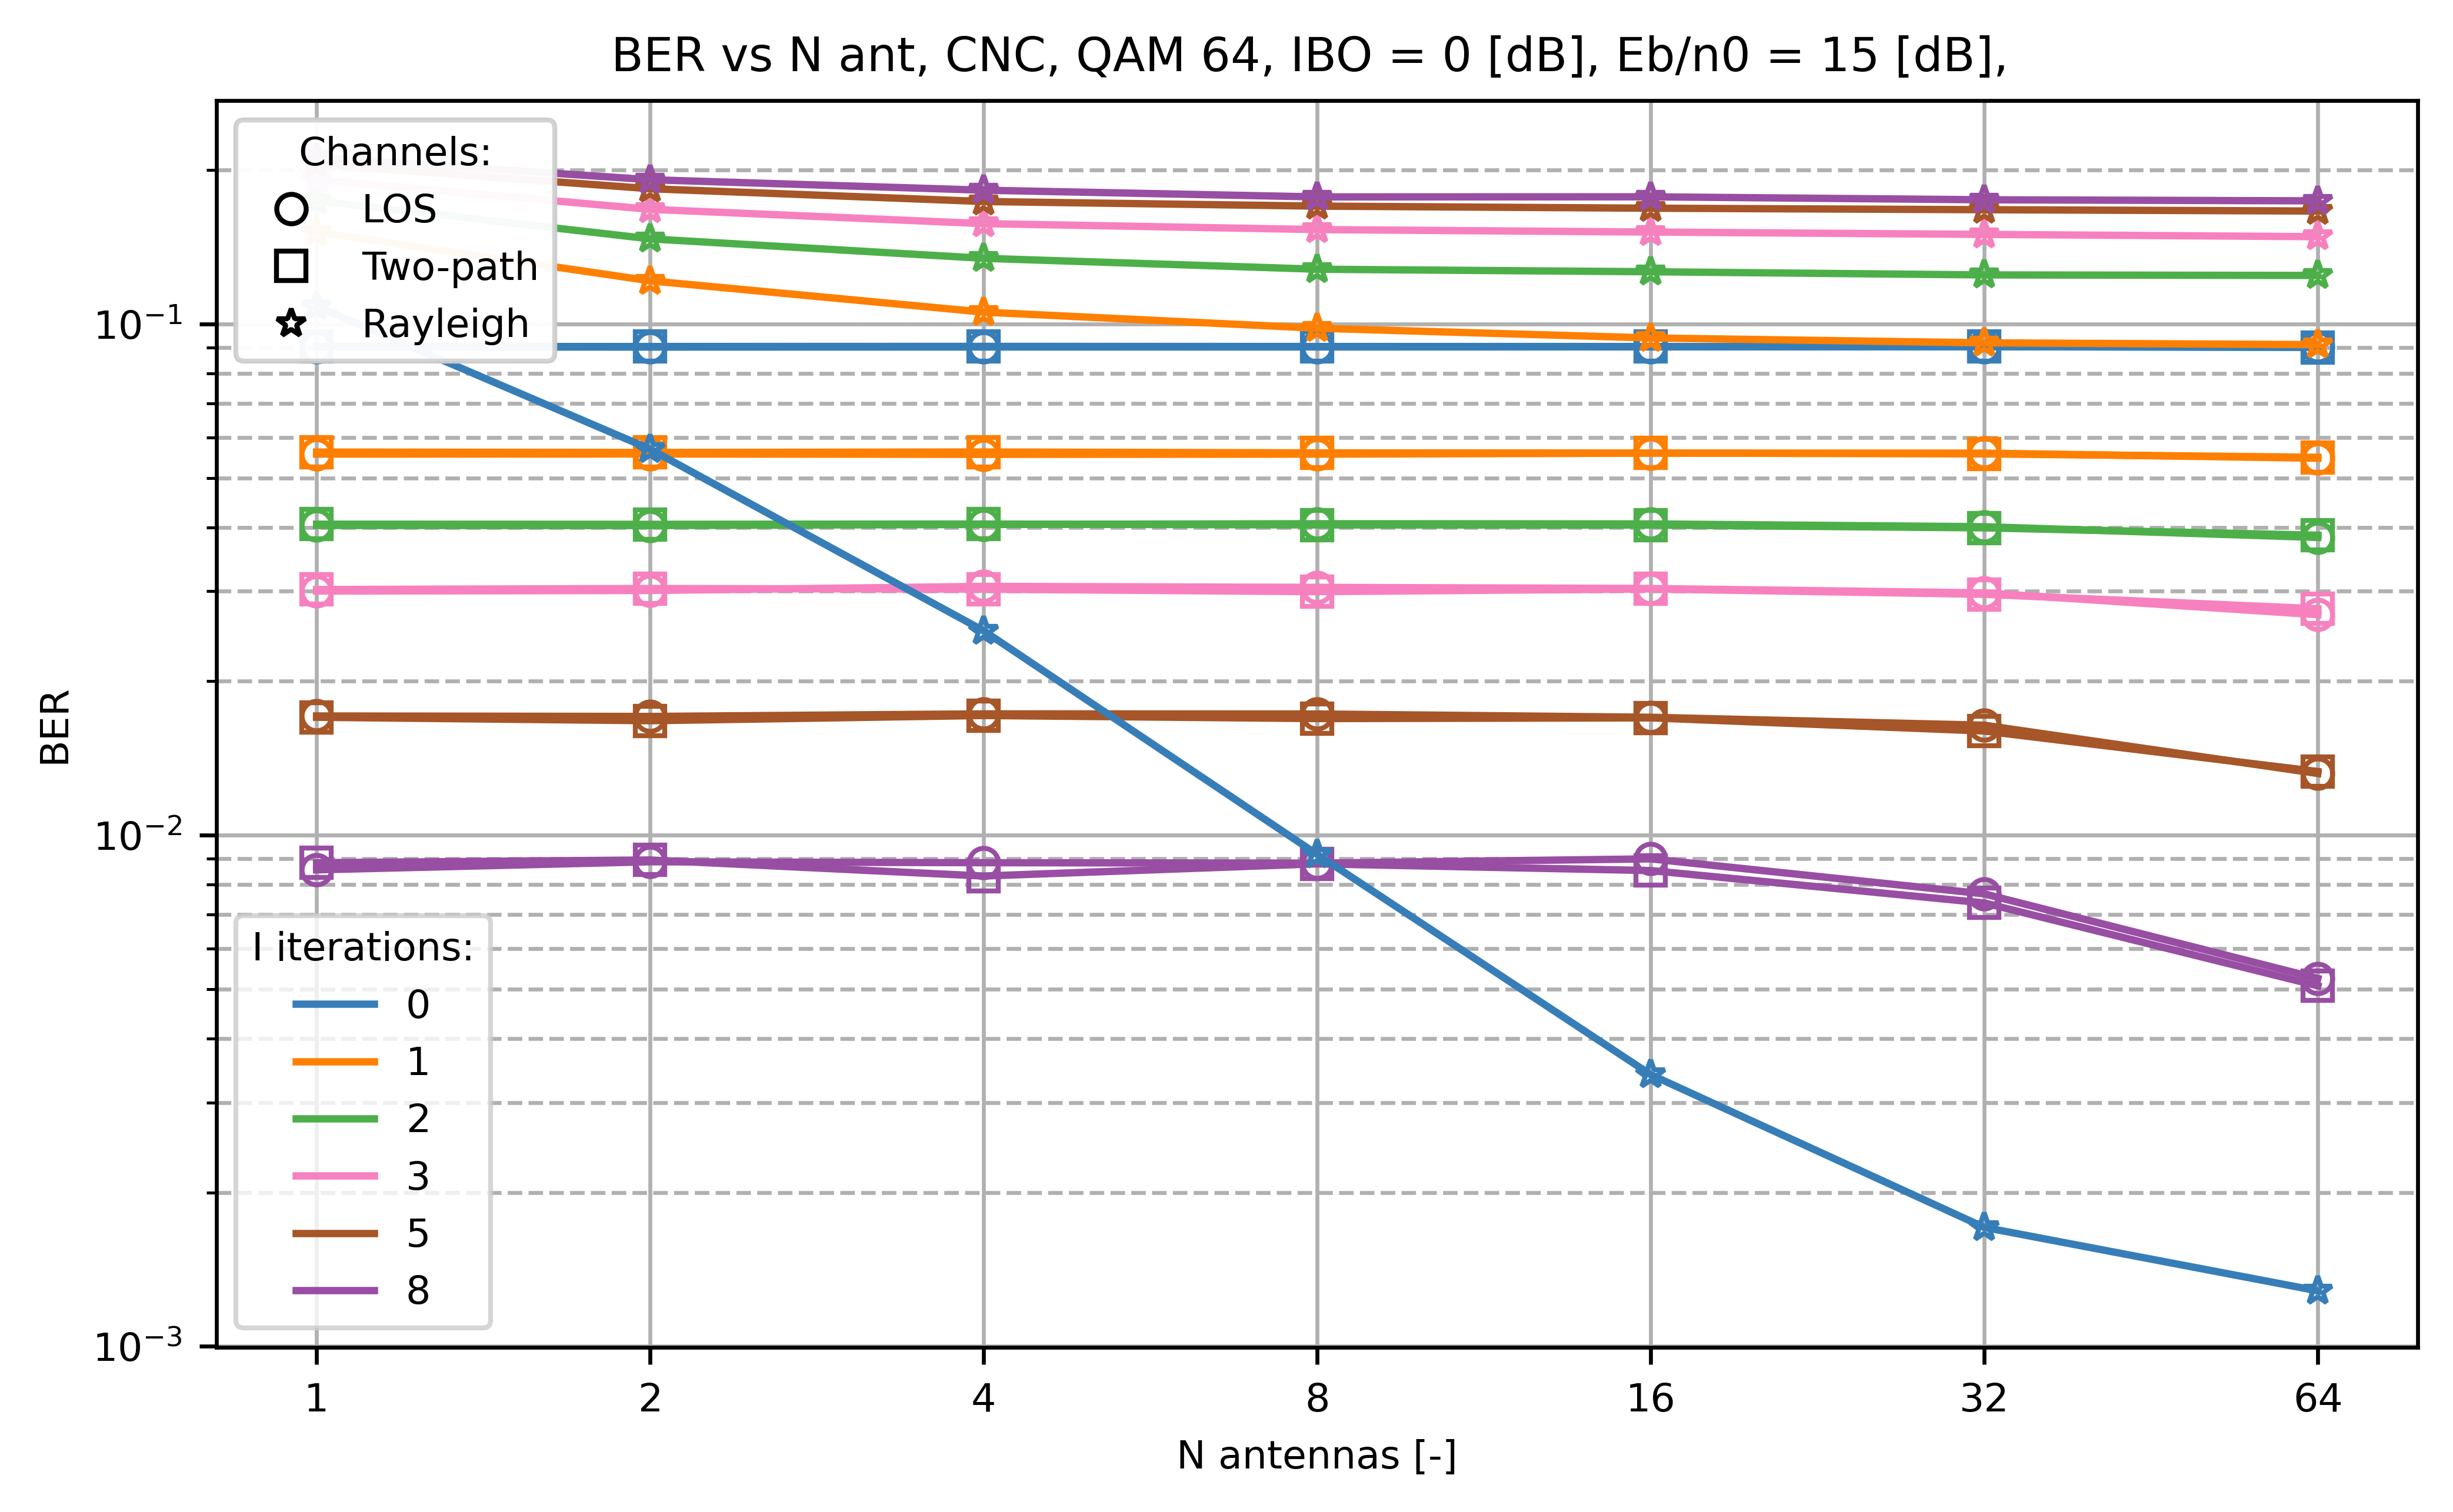 BER vs N ant, CNC, QAM 64, IBO = 0 [dB], Eb/n0 = 15 [dB],
Channels:
LOS
Two-path
Rayleigh
10⁻¹
10⁻²
10⁻³
BER
I iterations:
0
1
2
3
5
8
1 2 4 8 16 32 64
N antennas [-]